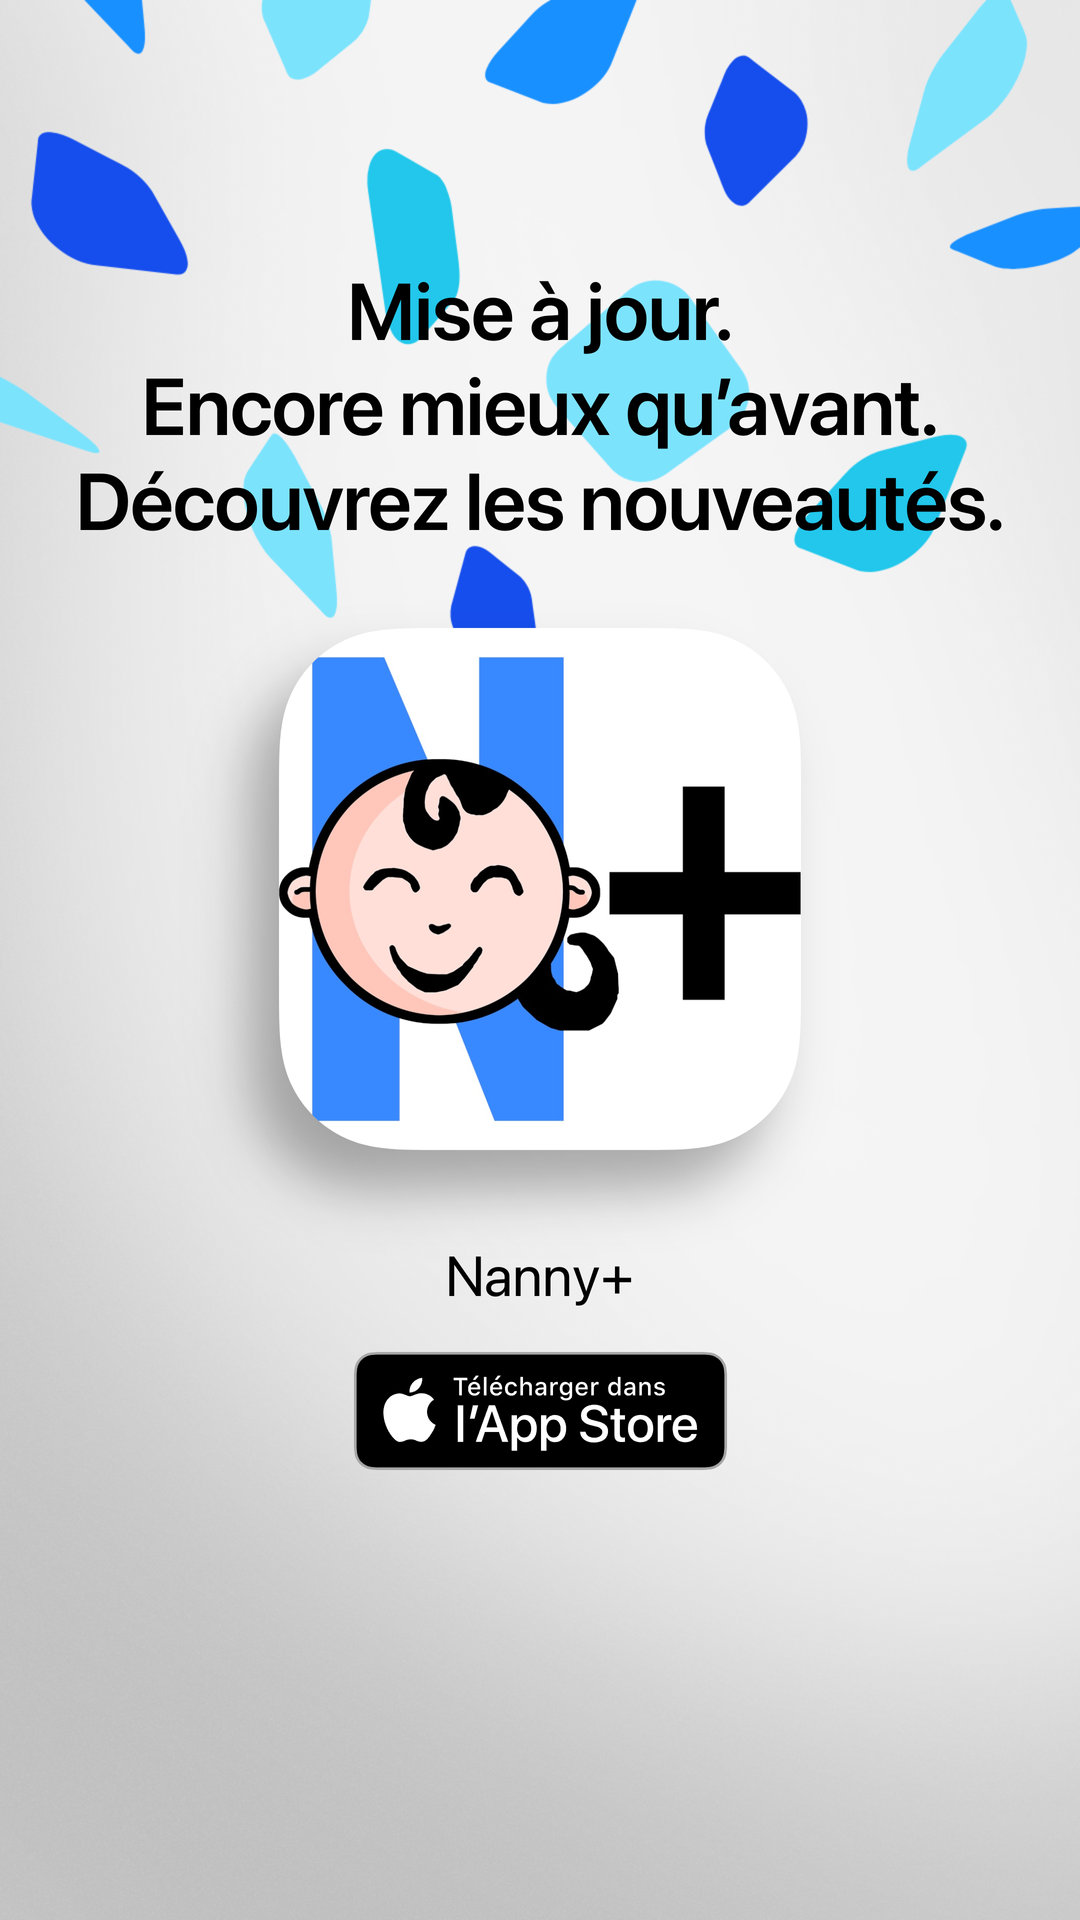 Mise à jour.
Encore mieux qu’avant.
Découvrez les nouveautés.
N+
Nanny+
Télécharger dans
l’App Store